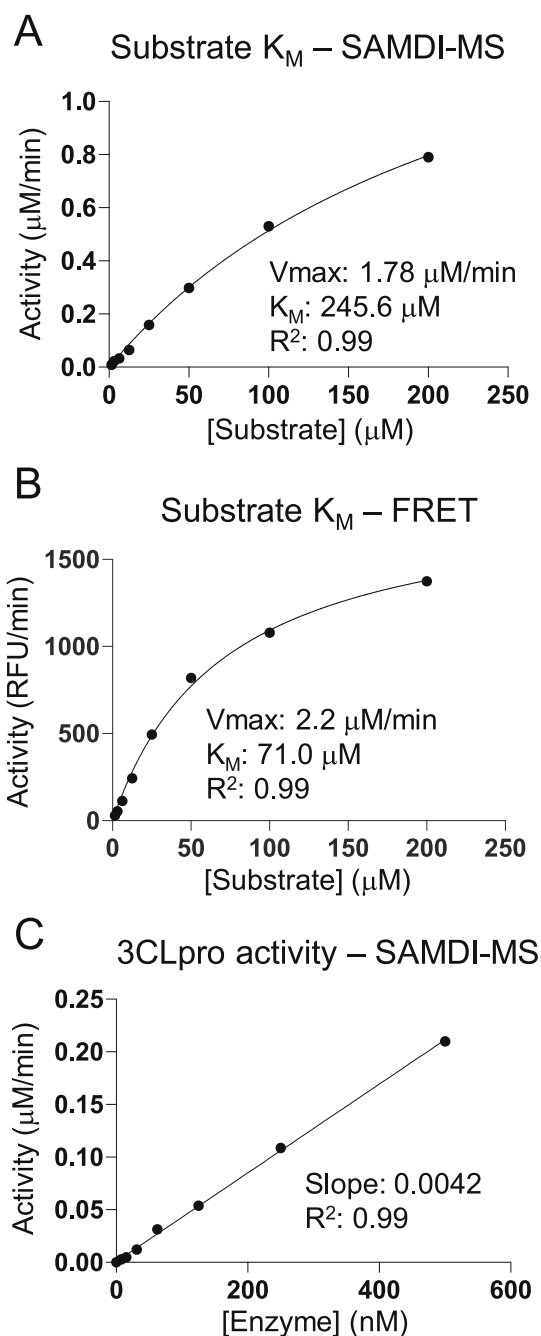 A
Substrate K_M – SAMDI-MS
Activity (μM/min)
1.0
0.8
0.6
0.4
0.2
0.0
Vmax: 1.78 μM/min
K_M: 245.6 μM
R²: 0.99
0 50 100 150 200 250
[Substrate] (μM)
B
Substrate K_M – FRET
Activity (RFU/min)
1500
1000
500
0
Vmax: 2.2 μM/min
K_M: 71.0 μM
R²: 0.99
0 50 100 150 200 250
[Substrate] (μM)
C
3CLpro activity – SAMDI-MS
Activity (μM/min)
0.25
0.20
0.15
0.10
0.05
0.00
Slope: 0.0042
R²: 0.99
0 200 400 600
[Enzyme] (nM)